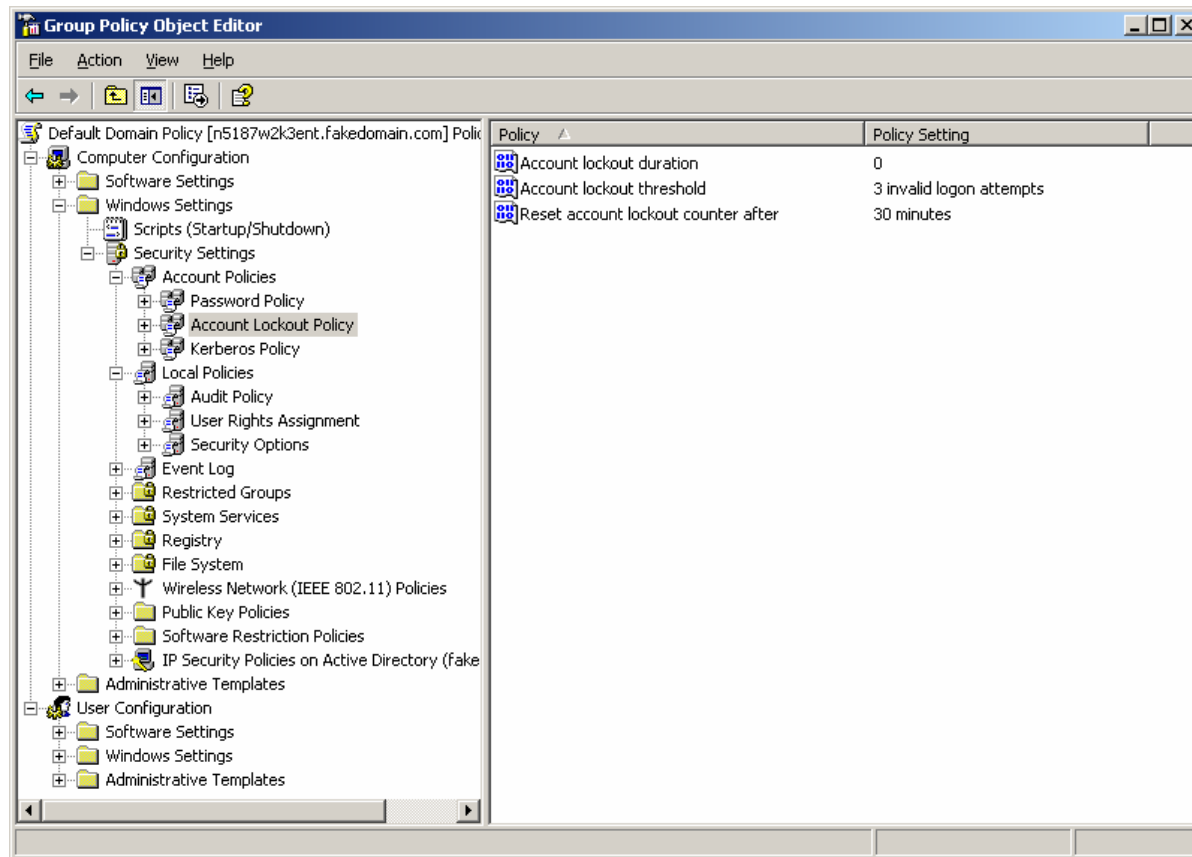 Group Policy Object Editor
File Action View Help
Default Domain Policy [n5187w2k3ent.fakedomain.com] Polic
Computer Configuration
Software Settings
Windows Settings
Scripts (Startup/Shutdown)
Security Settings
Account Policies
Password Policy
Account Lockout Policy
Kerberos Policy
Local Policies
Audit Policy
User Rights Assignment
Security Options
Event Log
Restricted Groups
System Services
Registry
File System
Wireless Network (IEEE 802.11) Policies
Public Key Policies
Software Restriction Policies
IP Security Policies on Active Directory (fake
Administrative Templates
User Configuration
Software Settings
Windows Settings
Administrative Templates
Policy Policy Setting
Account lockout duration 0
Account lockout threshold 3 invalid logon attempts
Reset account lockout counter after 30 minutes